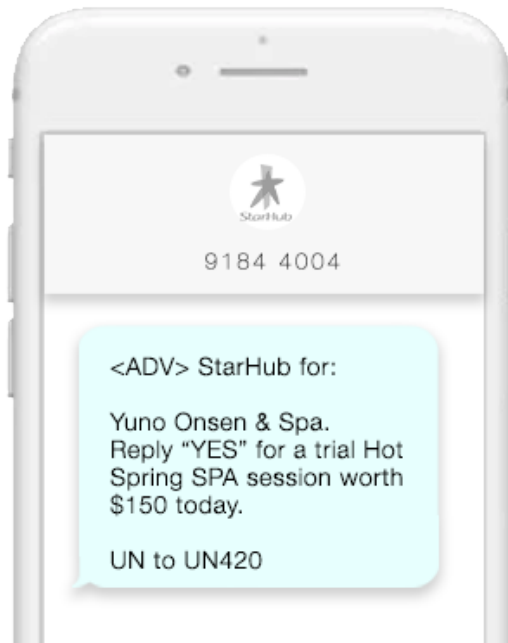 StarHub
9184 4004
<ADV> StarHub for:
Yuno Onsen & Spa.
Reply “YES” for a trial Hot
Spring SPA session worth
$150 today.
UN to UN420